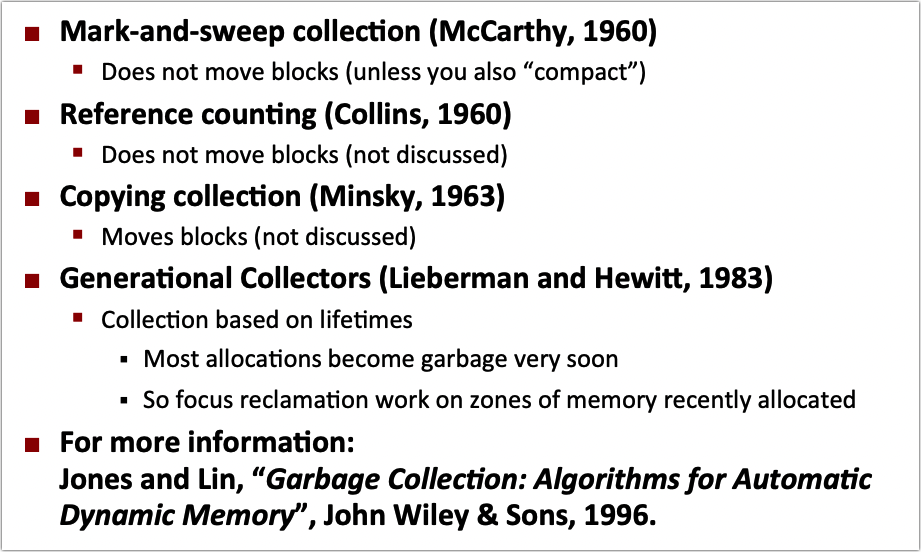 Mark-and-sweep collection (McCarthy, 1960)
Does not move blocks (unless you also “compact”)
Reference counting (Collins, 1960)
Does not move blocks (not discussed)
Copying collection (Minsky, 1963)
Moves blocks (not discussed)
Generational Collectors (Lieberman and Hewitt, 1983)
Collection based on lifetimes
Most allocations become garbage very soon
So focus reclamation work on zones of memory recently allocated
For more information:
Jones and Lin, “Garbage Collection: Algorithms for Automatic
Dynamic Memory”, John Wiley & Sons, 1996.